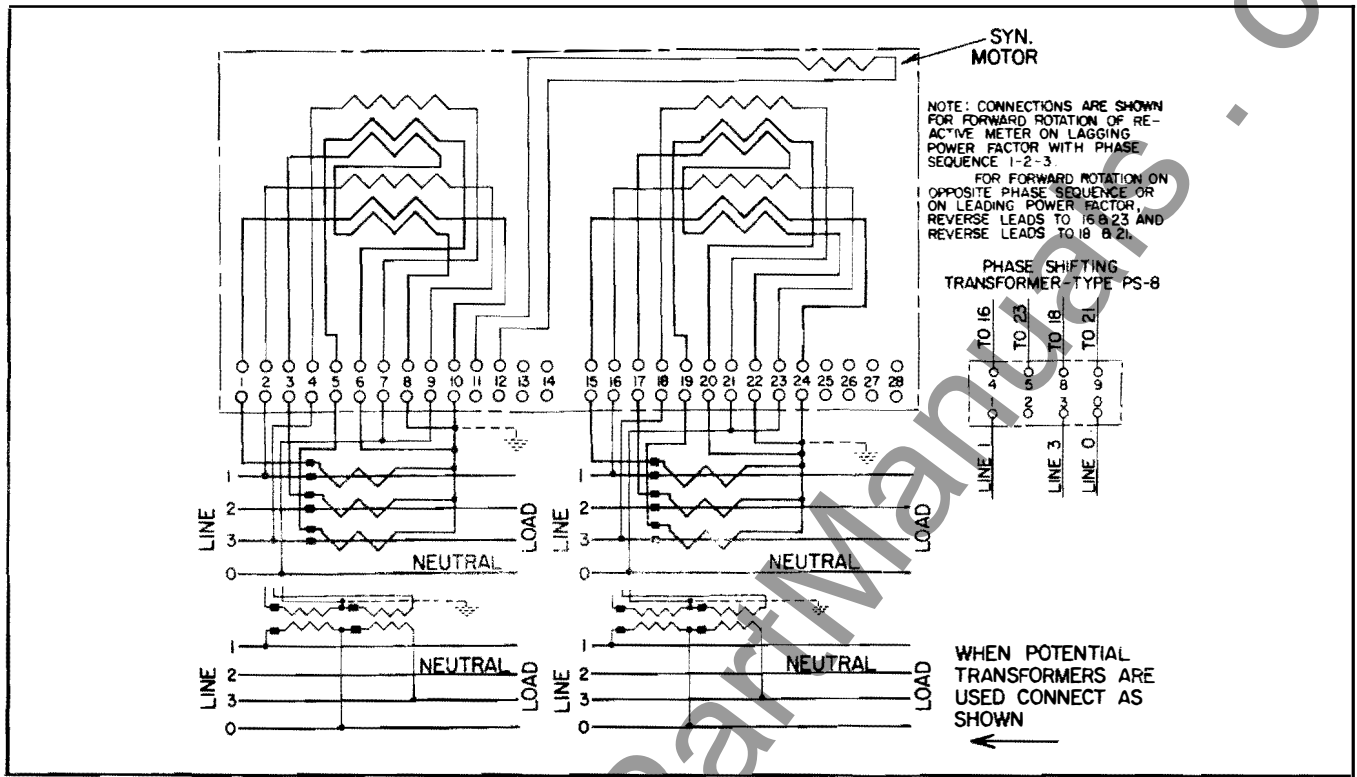 SYN.
MOTOR
NOTE: CONNECTIONS ARE SHOWN
FOR FORWARD ROTATION OF RE-
ACTIVE METER ON LAGGING
POWER FACTOR WITH PHASE
SEQUENCE 1-2-3.
FOR FORWARD ROTATION ON
OPPOSITE PHASE SEQUENCE OR
ON LEADING POWER FACTOR,
REVERSE LEADS TO 16 & 23 AND
REVERSE LEADS TO 18 & 21.
PHASE SHIFTING
TRANSFORMER-TYPE PS-8
TO 16 TO 23 TO 18 TO 21
4 5 8 9
1 2 3 0
LINE 1 LINE 3 LINE 0
1 2 3 4 5 6 7 8 9 10 11 12 13 14 15 16 17 18 19 20 21 22 23 24 25 26 27 28
LINE 1 2 3 0 LOAD
NEUTRAL
LINE 1 2 3 0 LOAD
NEUTRAL
LINE 1 2 3 0 LOAD
NEUTRAL
LINE 1 2 3 0 LOAD
NEUTRAL
WHEN POTENTIAL
TRANSFORMERS ARE
USED CONNECT AS
SHOWN